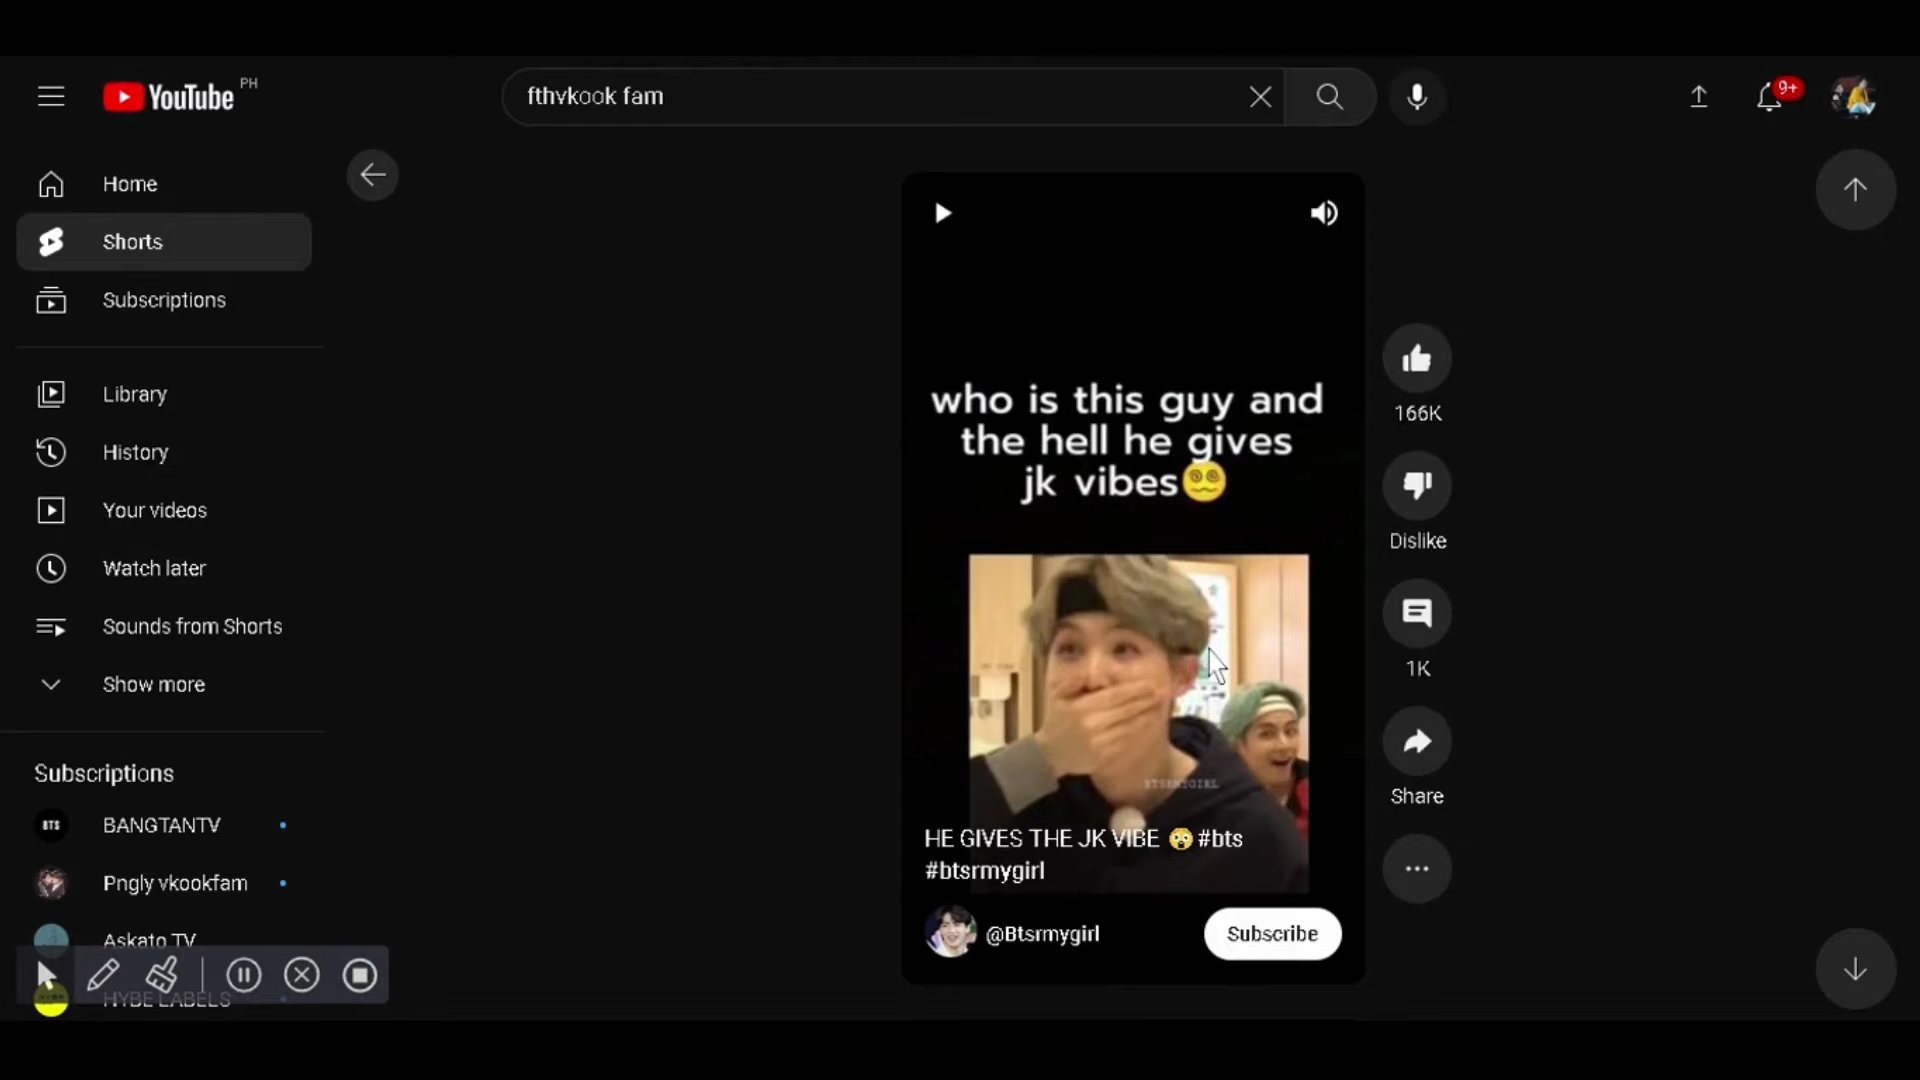 YouTube PH
fthvkook fam
9+
Home
Shorts
Subscriptions
Library
History
Your videos
Watch later
Sounds from Shorts
Show more
Subscriptions
BTS
BANGTANTV
Pngly vkookfam
Askato TV
HYBE LABELS
who is this guy and
the hell he gives
jk vibes😵‍💫
BTSRMYGIRL
HE GIVES THE JK VIBE 😲 #bts
#btsrmygirl
@Btsrmygirl
Subscribe
166K
Dislike
1K
Share